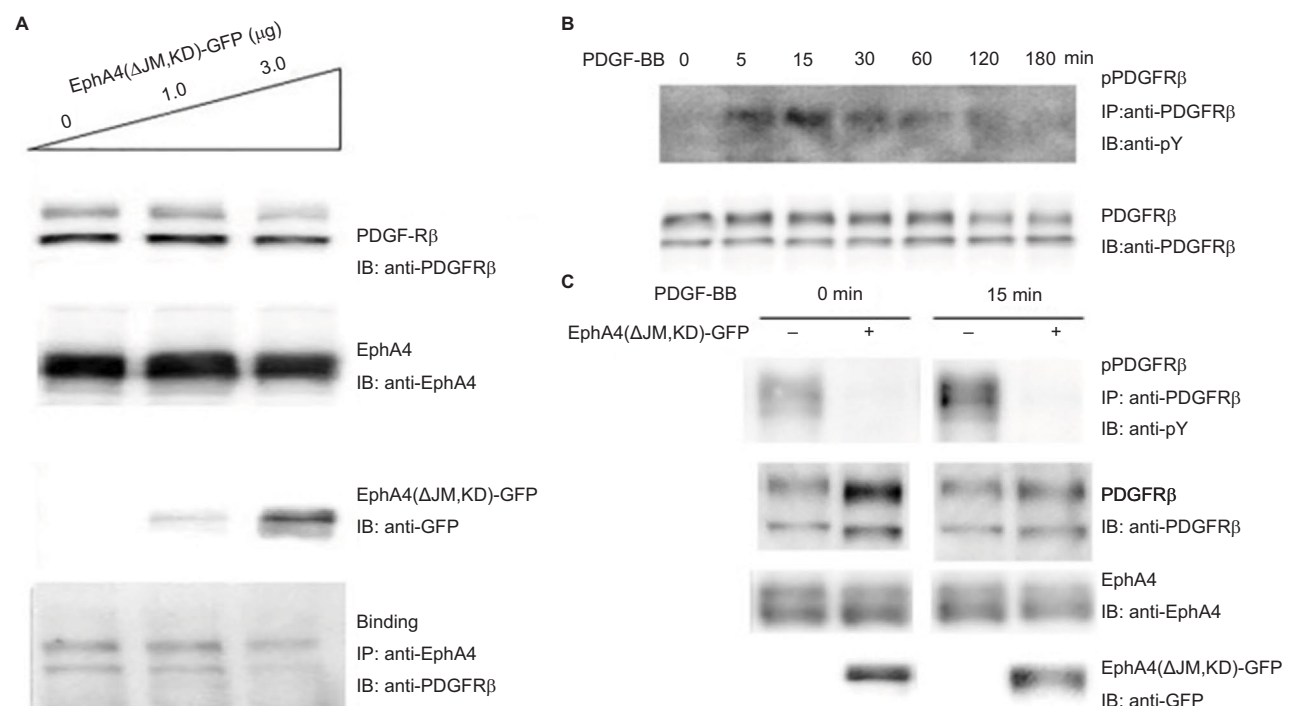 A
EphA4(ΔJM,KD)-GFP (μg)
0 1.0 3.0
PDGF-Rβ
IB: anti-PDGFRβ
EphA4
IB: anti-EphA4
EphA4(ΔJM,KD)-GFP
IB: anti-GFP
Binding
IP: anti-EphA4
IB: anti-PDGFRβ
B
PDGF-BB 0 5 15 30 60 120 180 min
pPDGFRβ
IP:anti-PDGFRβ
IB:anti-pY
PDGFRβ
IB:anti-PDGFRβ
C
PDGF-BB 0 min 15 min
EphA4(ΔJM,KD)-GFP – + – +
pPDGFRβ
IP: anti-PDGFRβ
IB: anti-pY
PDGFRβ
IB: anti-PDGFRβ
EphA4
IB: anti-EphA4
EphA4(ΔJM,KD)-GFP
IB: anti-GFP